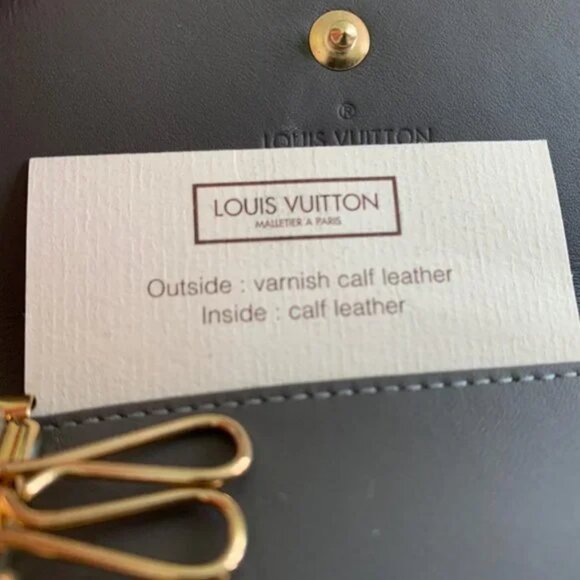 ®
LOUIS VUITTON
LOUIS VUITTON
MALLETIER A PARIS
Outside : varnish calf leather
Inside : calf leather